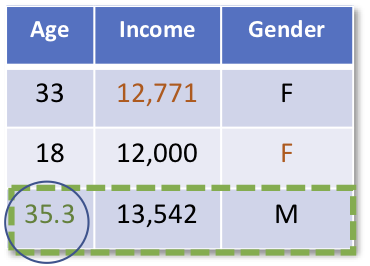 Age Income Gender
33 12,771 F
18 12,000 F
35.3 13,542 M